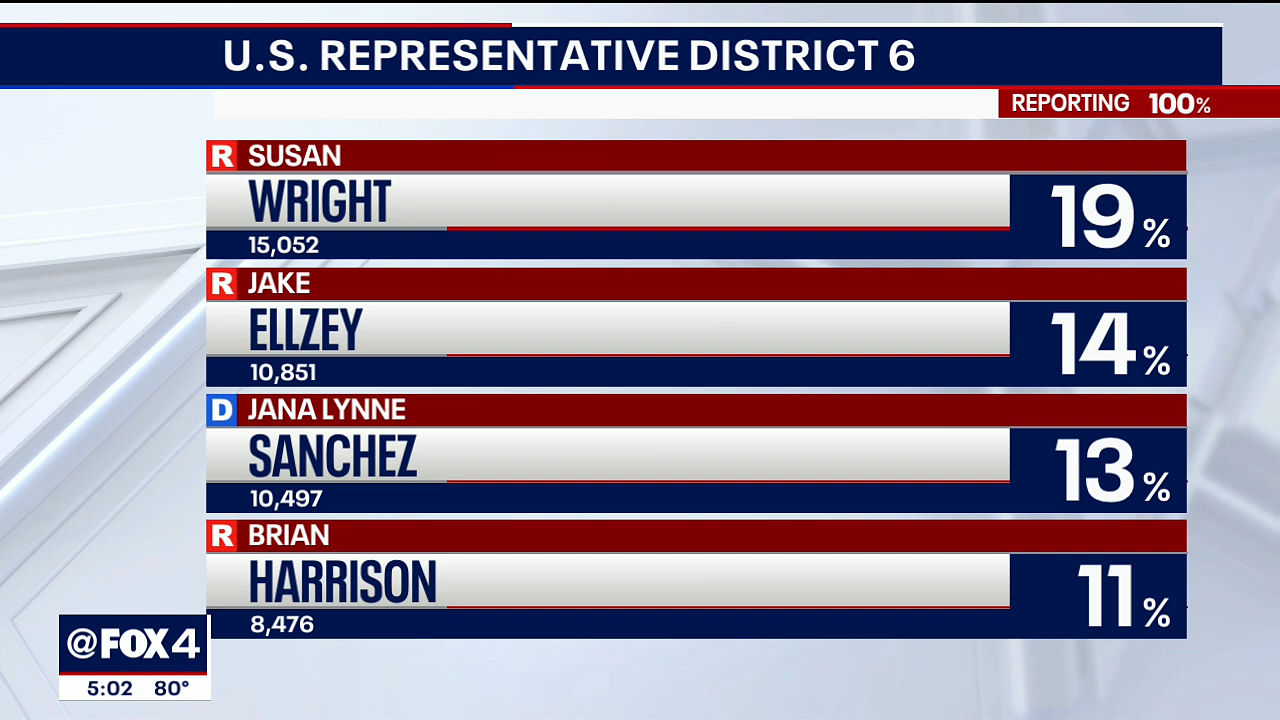 U.S. REPRESENTATIVE DISTRICT 6
REPORTING 100%
R SUSAN
WRIGHT
15,052
19%
R JAKE
ELLZEY
10,851
14%
D JANA LYNNE
SANCHEZ
10,497
13%
R BRIAN
HARRISON
8,476
11%
@FOX4
5:02 80°